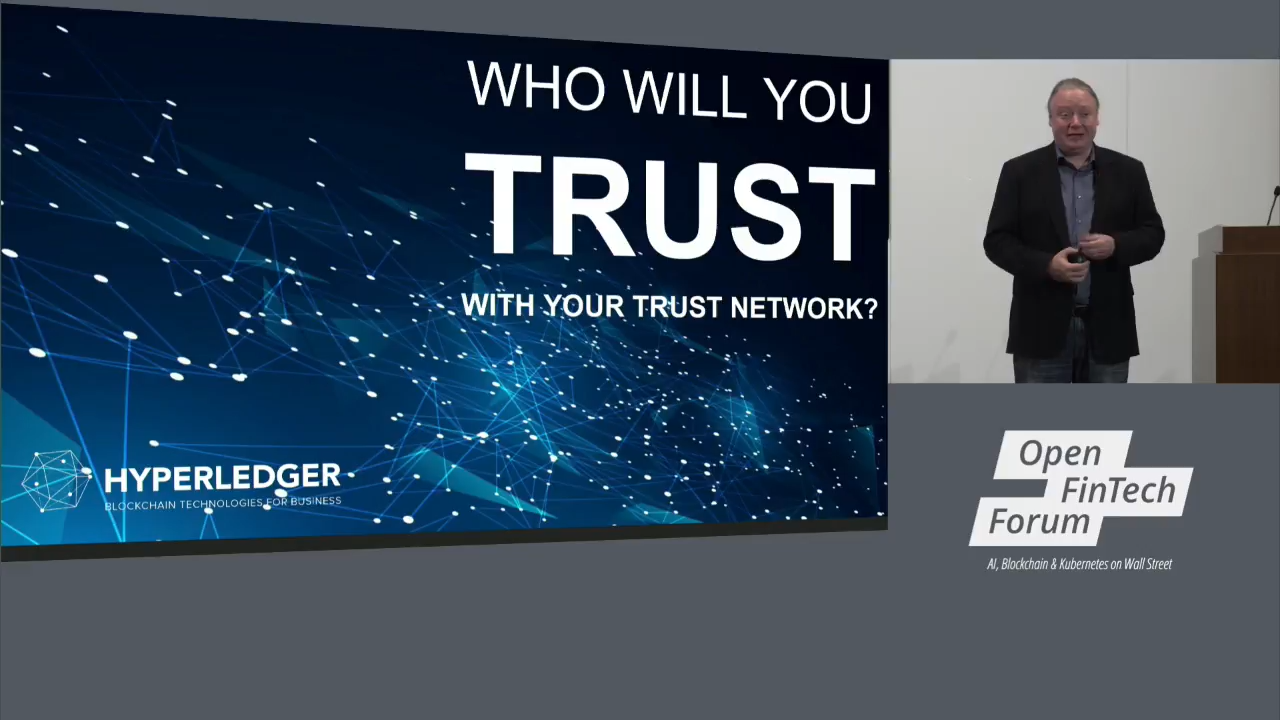 WHO WILL YOU
TRUST
WITH YOUR TRUST NETWORK?
HYPERLEDGER
BLOCKCHAIN TECHNOLOGIES FOR BUSINESS
Open
FinTech
Forum
AI, Blockchain & Kubernetes on Wall Street